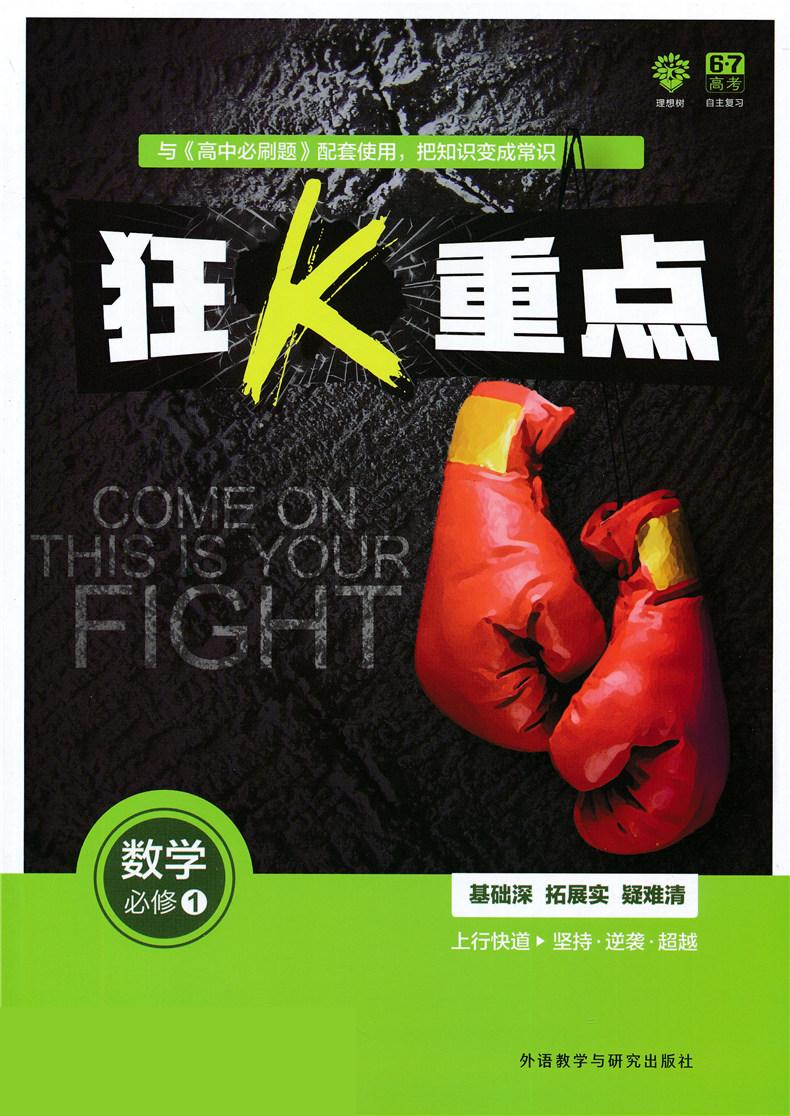 理想树
6·7
高考
自主复习
与《高中必刷题》配套使用，把知识变成常识
狂K重点
COME ON
THIS IS YOUR
FIGHT
数学
必修1
基础深 拓展实 疑难清
上行快道▶坚持·逆袭·超越
外语教学与研究出版社